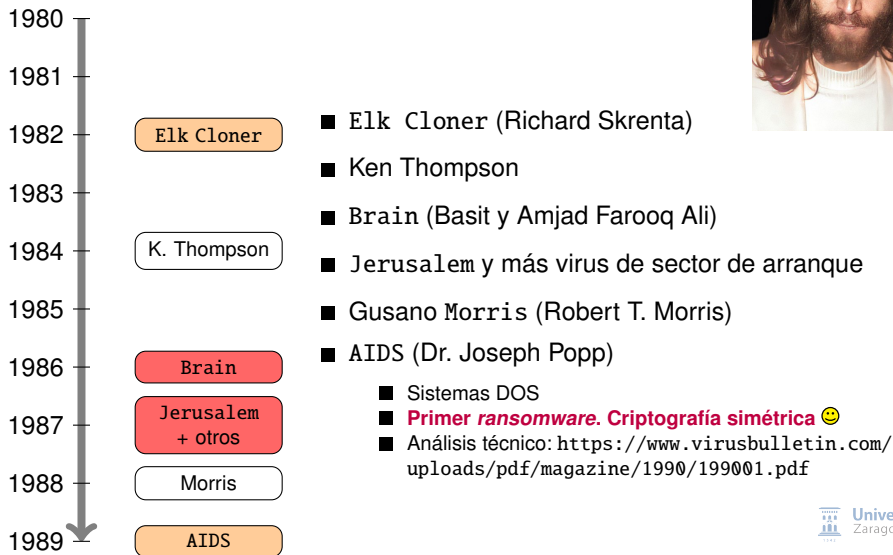 1980
1981
1982
1983
1984
1985
1986
1987
1988
1989
Elk Cloner
K. Thompson
Brain
Jerusalem
+ otros
Morris
AIDS
■ Elk Cloner (Richard Skrenta)
■ Ken Thompson
■ Brain (Basit y Amjad Farooq Ali)
■ Jerusalem y más virus de sector de arranque
■ Gusano Morris (Robert T. Morris)
■ AIDS (Dr. Joseph Popp)
■ Sistemas DOS
■ Primer ransomware. Criptografía simétrica
■ Análisis técnico: https://www.virusbulletin.com/
uploads/pdf/magazine/1990/199001.pdf
Unive
Zarago